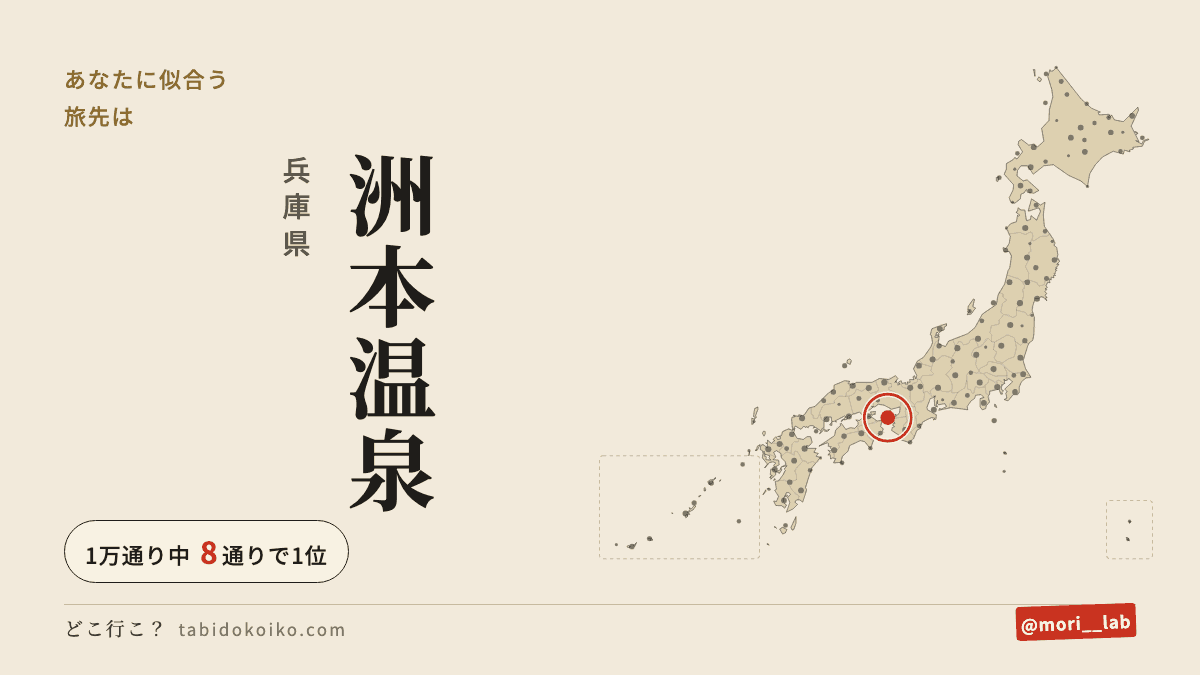 あなたに似合う
旅先は
洲本温泉
兵庫県
1万通り中 8通りで1位
どこ行こ？ tabidokoiko.com
@mori__lab